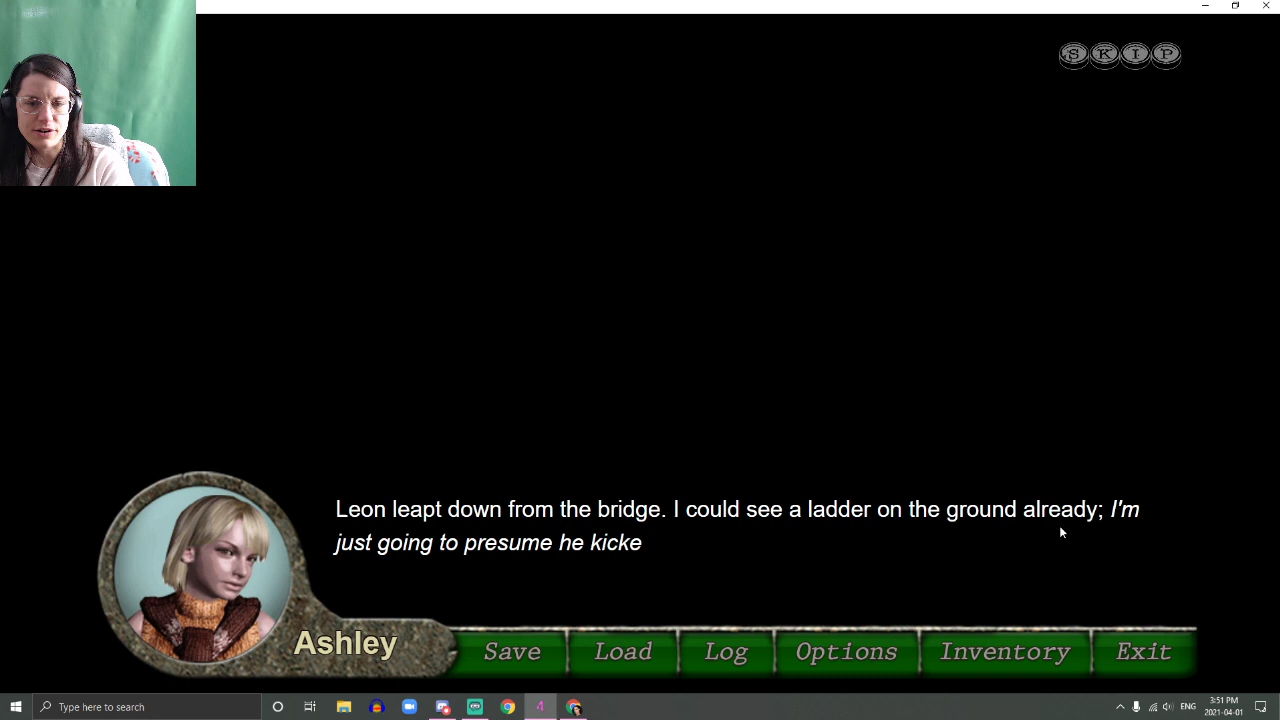 SKIP
Leon leapt down from the bridge. I could see a ladder on the ground already; I'm
just going to presume he kicke
Ashley
Save Load Log Options Inventory Exit
Type here to search
4
ENG
3:51 PM
2021-04-01